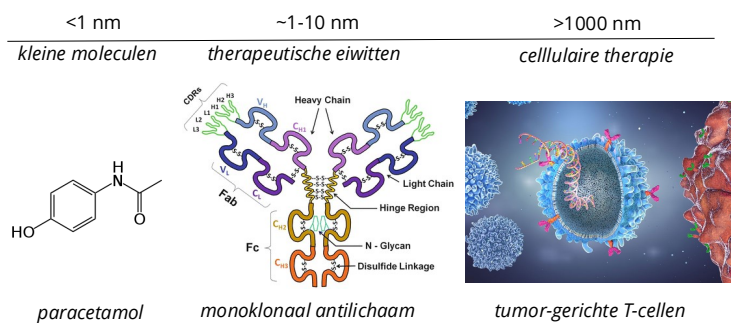 <1 nm
~1-10 nm
>1000 nm
kleine moleculen
therapeutische eiwitten
celllulaire therapie
CDRs
L3
L2
L1
H1
H2
H3
VH
CH1
Heavy Chain
VL
CL
Fab
Light Chain
Hinge Region
CH2
Fc
N - Glycan
CH3
Disulfide Linkage
S-S
S-S
S-S
S-S
HO
H
N
O
paracetamol
monoklonaal antilichaam
tumor-gerichte T-cellen